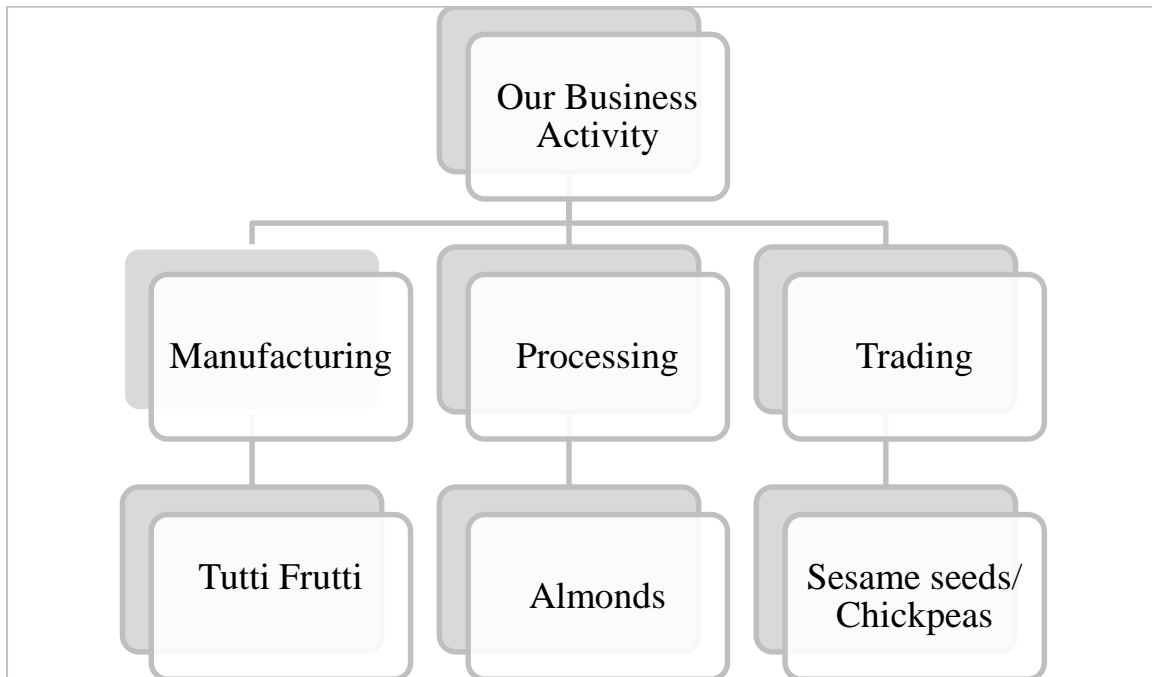 Our Business
Activity
Manufacturing
Processing
Trading
Tutti Frutti
Almonds
Sesame seeds/
Chickpeas